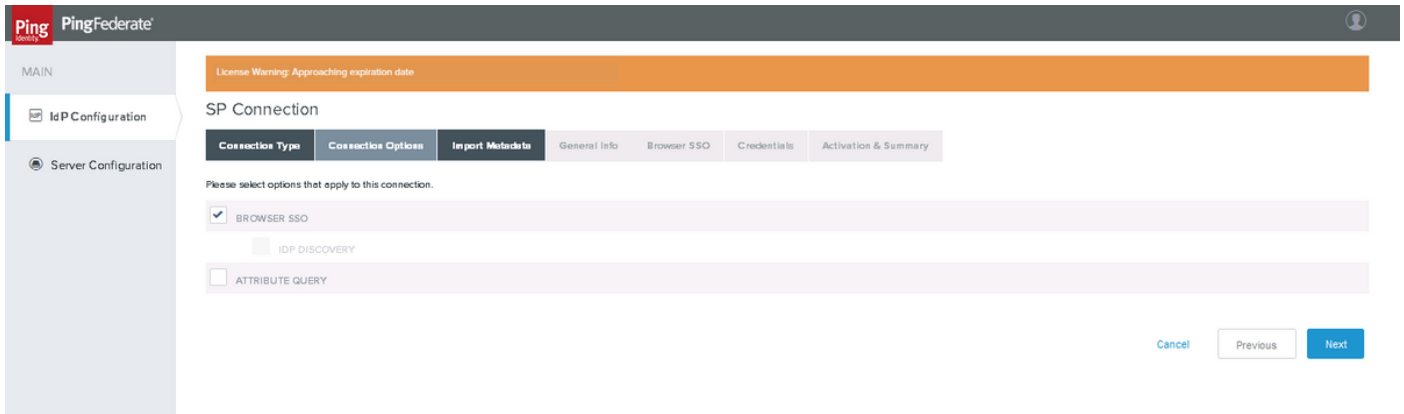 Ping
Identity
PingFederate®
MAIN
License Warning: Approaching expiration date
IdP
IdP Configuration
SP Connection
Connection Type Connection Options Import Metadata General Info Browser SSO Credentials Activation & Summary
Server Configuration
Please select options that apply to this connection.
BROWSER SSO
IDP DISCOVERY
ATTRIBUTE QUERY
Cancel Previous Next